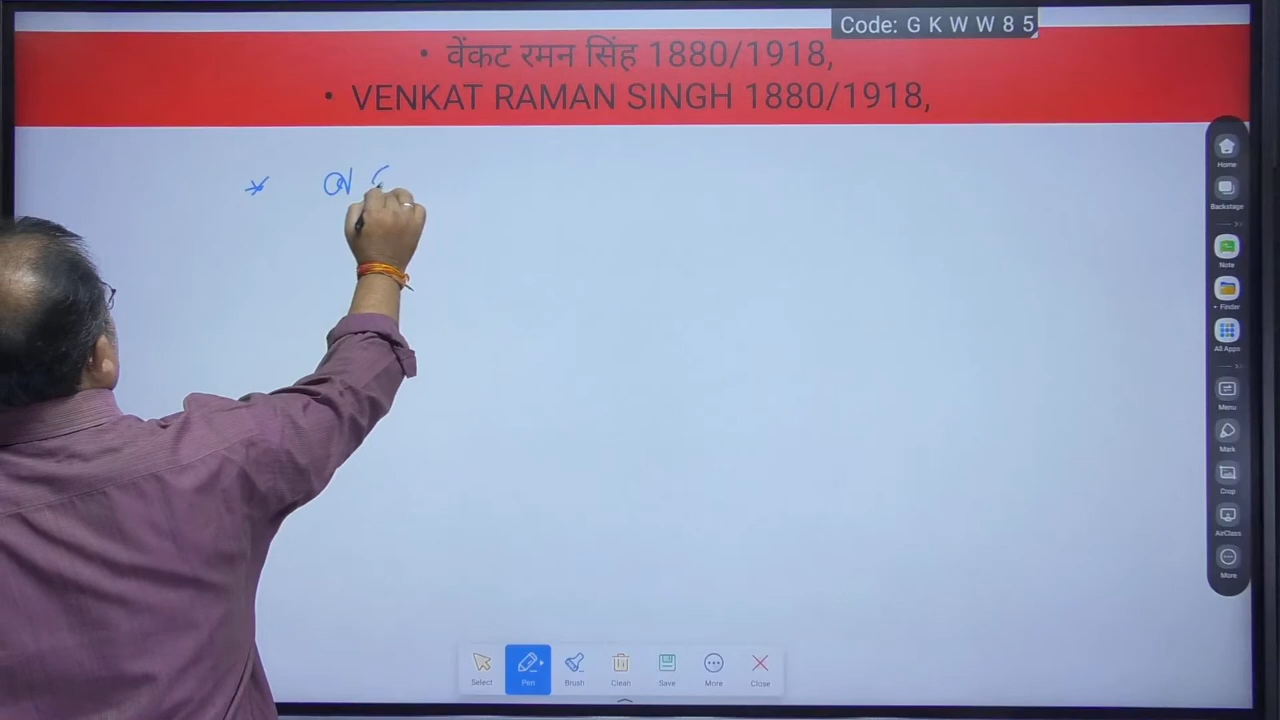 Code: G K W W 8 5
• वेंकट रमन सिंह 1880/1918,
• VENKAT RAMAN SINGH 1880/1918,
Home
Backstage
Note
Finder
All Apps
Menu
Mark
Crop
AirClass
More
Select
Pen
Brush
Clean
Save
More
Close